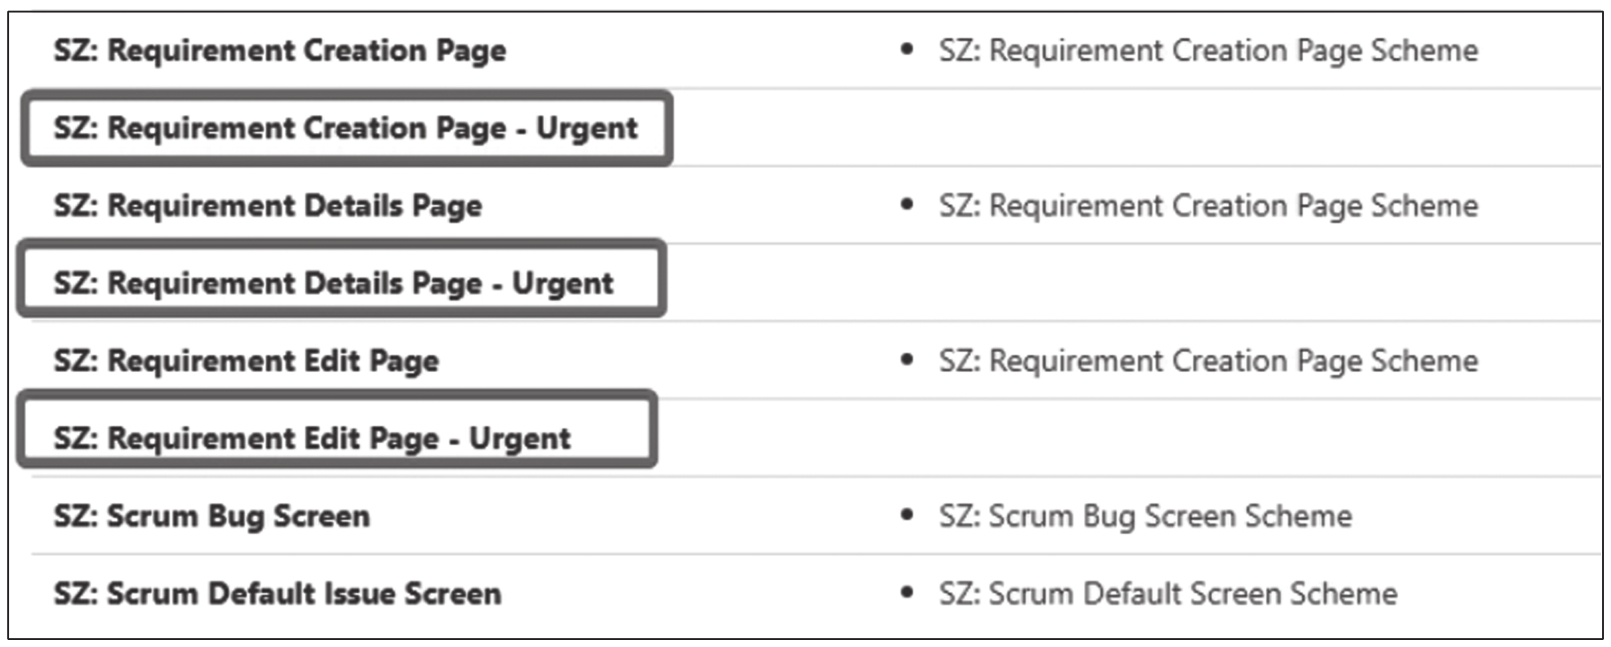 SZ: Requirement Creation Page • SZ: Requirement Creation Page Scheme
SZ: Requirement Creation Page - Urgent
SZ: Requirement Details Page • SZ: Requirement Creation Page Scheme
SZ: Requirement Details Page - Urgent
SZ: Requirement Edit Page • SZ: Requirement Creation Page Scheme
SZ: Requirement Edit Page - Urgent
SZ: Scrum Bug Screen • SZ: Scrum Bug Screen Scheme
SZ: Scrum Default Issue Screen • SZ: Scrum Default Screen Scheme